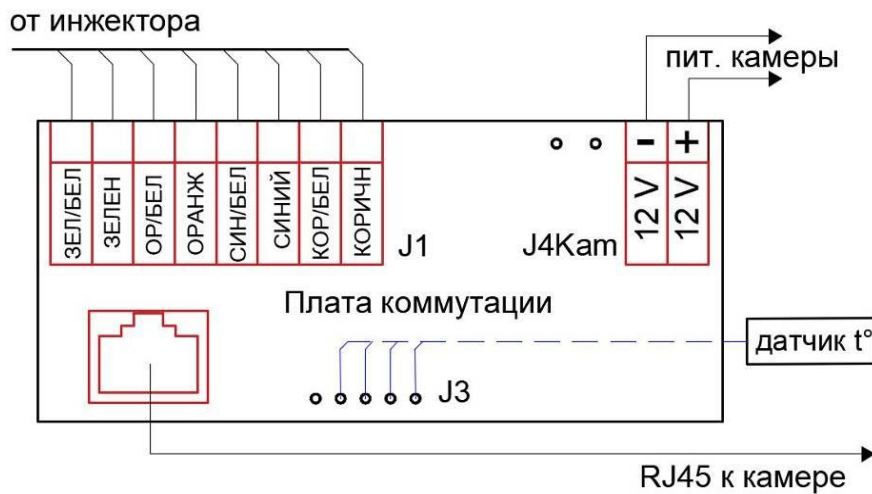 от инжектора
пит. камеры
ЗЕЛ/БЕЛ
ЗЕЛЕН
ОР/БЕЛ
ОРАНЖ
СИН/БЕЛ
СИНИЙ
КОР/БЕЛ
КОРИЧН
J1
J4Kam
- +
12 V
12 V
Плата коммутации
датчик t°
J3
RJ45 к камере